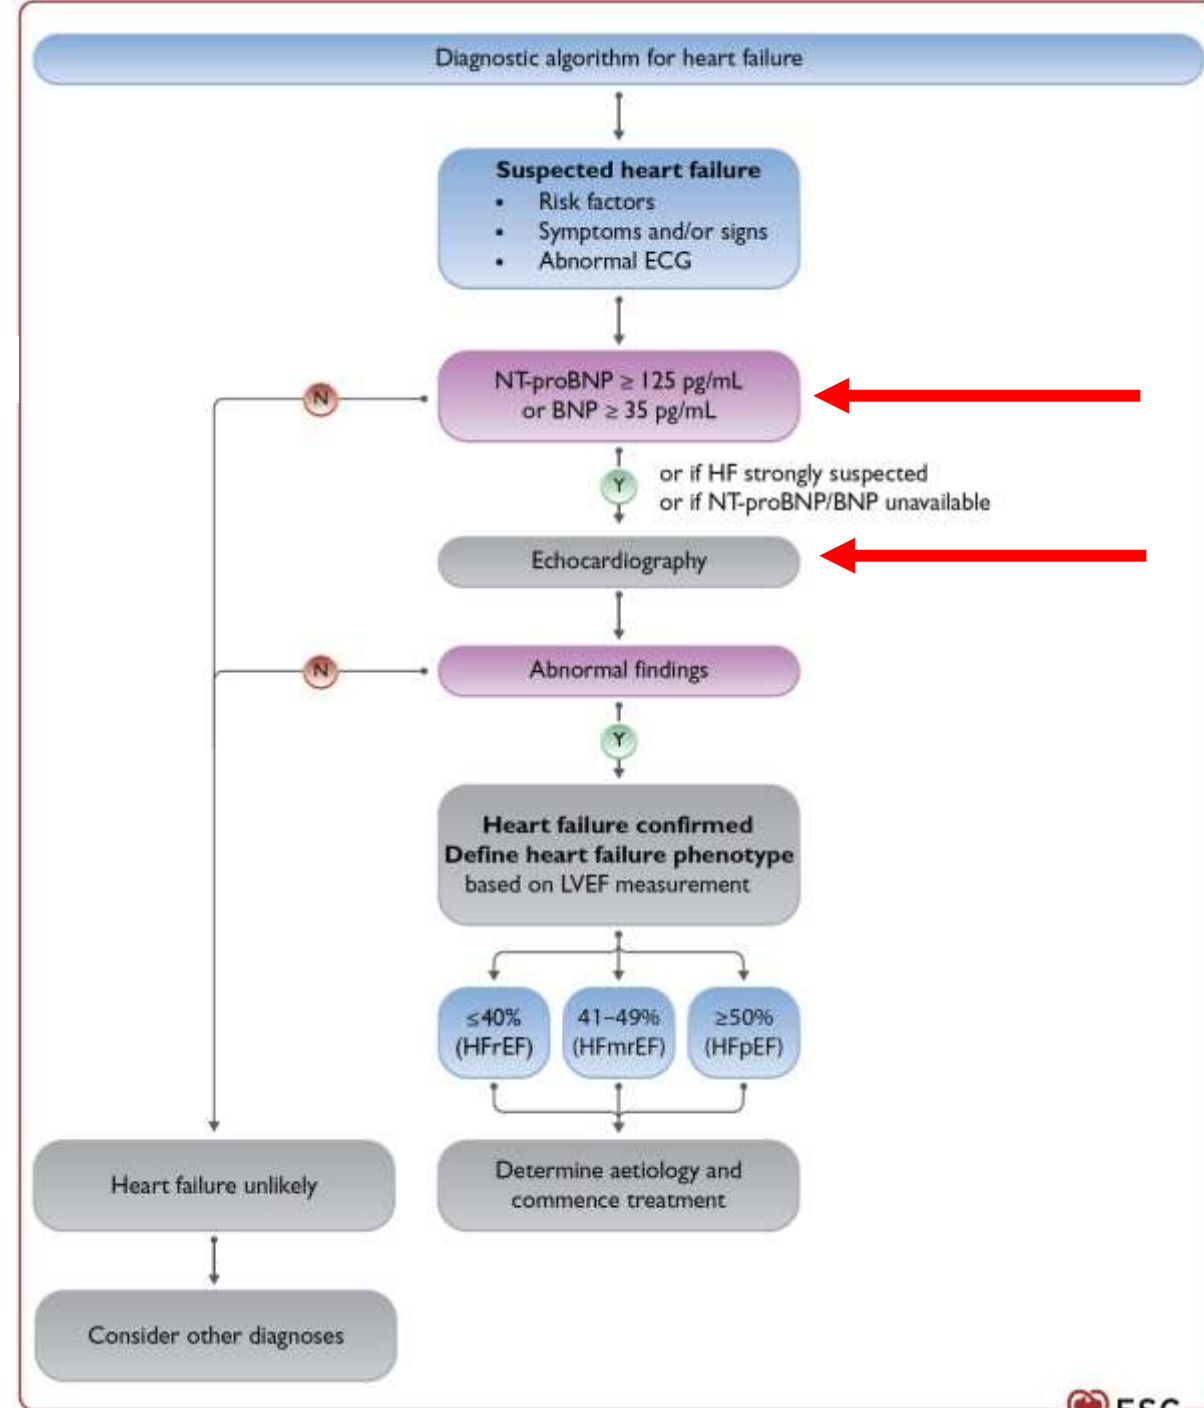 Diagnostic algorithm for heart failure
Suspected heart failure
• Risk factors
• Symptoms and/or signs
• Abnormal ECG
NT-proBNP ≥ 125 pg/mL
or BNP ≥ 35 pg/mL
N
Y
or if HF strongly suspected
or if NT-proBNP/BNP unavailable
Echocardiography
Abnormal findings
N
Y
Heart failure confirmed
Define heart failure phenotype
based on LVEF measurement
≤40%
(HFrEF)
41–49%
(HFmrEF)
≥50%
(HFpEF)
Determine aetiology and
commence treatment
Heart failure unlikely
Consider other diagnoses
ESC